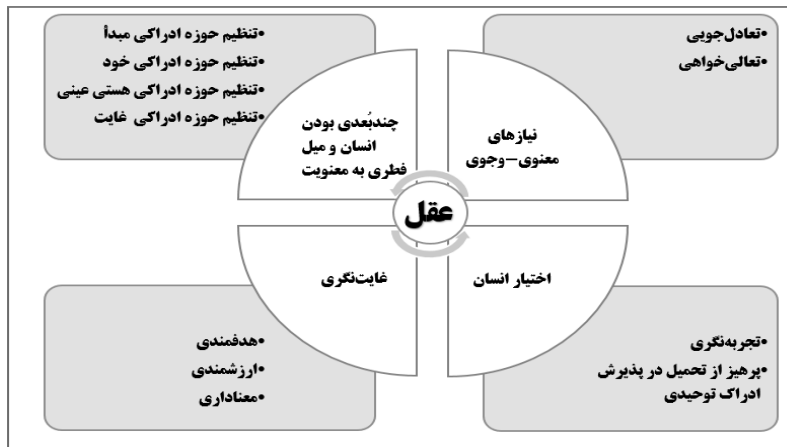 •تعادل‌جویی
•تعالی‌خواهی
•تنظیم حوزه ادراکی مبدأ
•تنظیم حوزه ادراکی خود
•تنظیم حوزه ادراکی هستی عینی
•تنظیم حوزه ادراکی غایت
نیازهای
معنوی–وجوی
چندبُعدی بودن
انسان و میل
فطری به معنویت
عقل
اختیار انسان
غایت‌نگری
•تجربه‌نگری
•پرهیز از تحمیل در پذیرش
ادراک توحیدی
•هدفمندی
•ارزشمندی
•معناداری